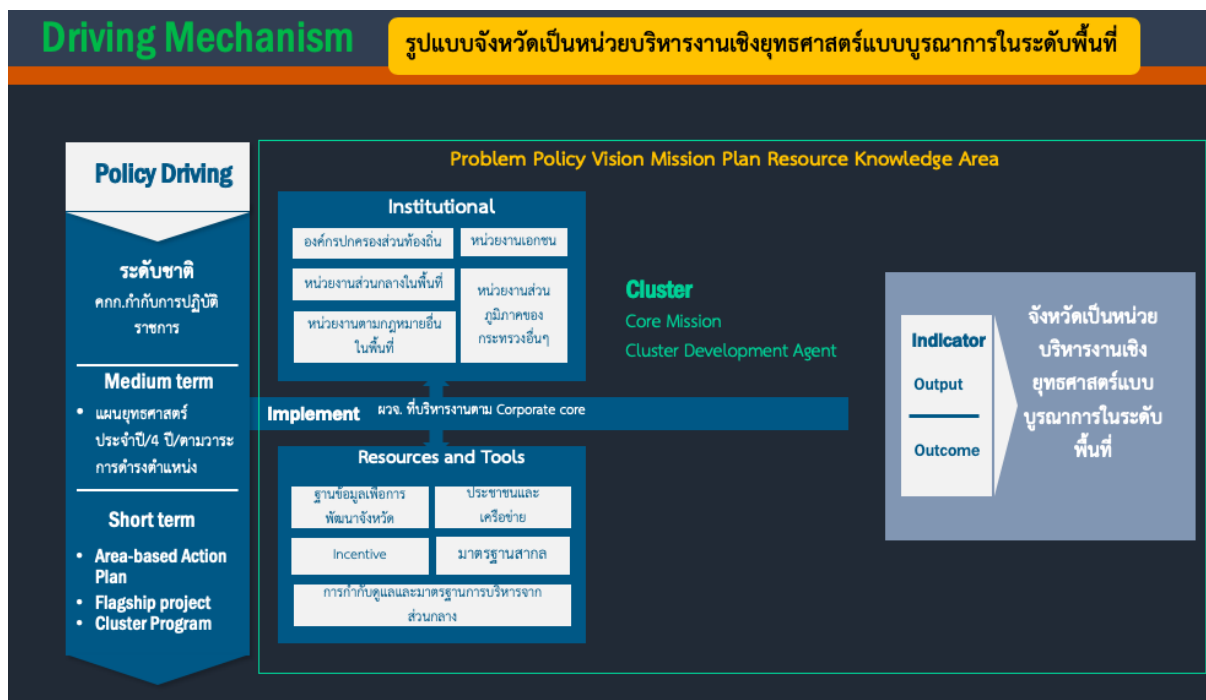 Driving Mechanism
รูปแบบจังหวัดเป็นหน่วยบริหารงานเชิงยุทธศาสตร์แบบบูรณาการในระดับพื้นที่
Policy Driving
ระดับชาติ
คกก.กำกับการปฏิบัติ
ราชการ
Medium term
• แผนยุทธศาสตร์
ประจำปี/4 ปี/ตามวาระ
การดำรงตำแหน่ง
Short term
• Area-based Action
Plan
• Flagship project
• Cluster Program
Problem Policy Vision Mission Plan Resource Knowledge Area
Institutional
องค์กรปกครองส่วนท้องถิ่น
หน่วยงานเอกชน
หน่วยงานส่วนกลางในพื้นที่
หน่วยงานส่วน
ภูมิภาคของ
กระทรวงอื่นๆ
หน่วยงานตามกฎหมายอื่น
ในพื้นที่
Implement ผวจ. ที่บริหารงานตาม Corporate core
Resources and Tools
ฐานข้อมูลเพื่อการ
พัฒนาจังหวัด
ประชาชนและ
เครือข่าย
Incentive
มาตรฐานสากล
การกำกับดูแลและมาตรฐานการบริหารจาก
ส่วนกลาง
Cluster
Core Mission
Cluster Development Agent
Indicator
Output
Outcome
จังหวัดเป็นหน่วย
บริหารงานเชิง
ยุทธศาสตร์แบบ
บูรณาการในระดับ
พื้นที่